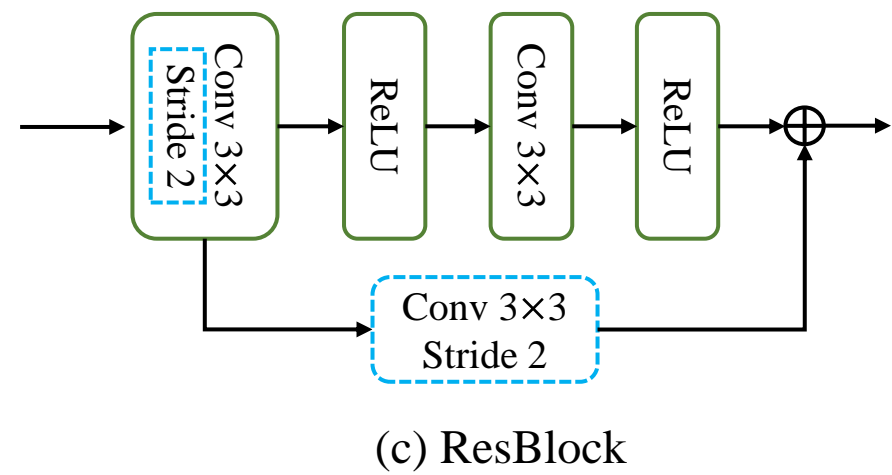 Conv 3×3
Stride 2
ReLU
Conv 3×3
ReLU
Conv 3×3
Stride 2
(c) ResBlock